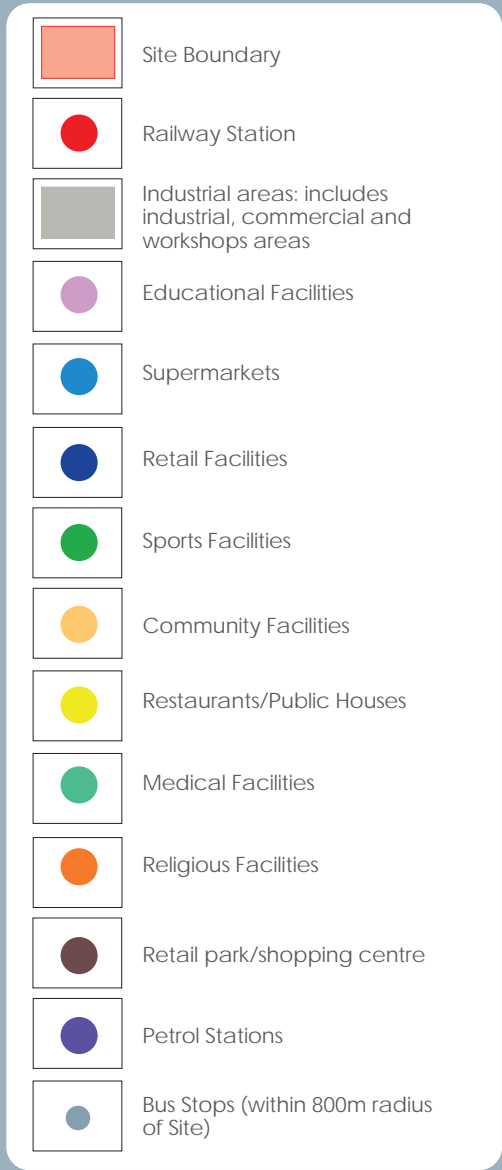 Site Boundary
Railway Station
Industrial areas: includes
industrial, commercial and
workshops areas
Educational Facilities
Supermarkets
Retail Facilities
Sports Facilities
Community Facilities
Restaurants/Public Houses
Medical Facilities
Religious Facilities
Retail park/shopping centre
Petrol Stations
Bus Stops (within 800m radius
of Site)